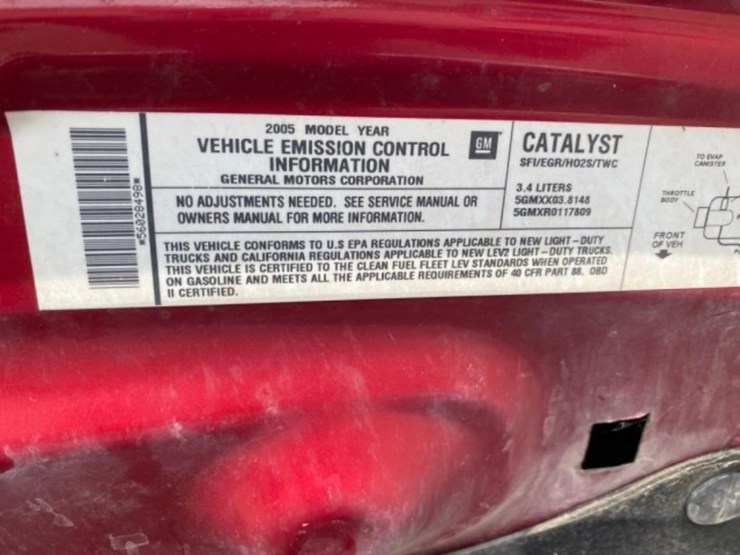 *56028498*
2005 MODEL YEAR
VEHICLE EMISSION CONTROL
INFORMATION
GENERAL MOTORS CORPORATION
GM
NO ADJUSTMENTS NEEDED. SEE SERVICE MANUAL OR
OWNERS MANUAL FOR MORE INFORMATION.
CATALYST
SFI/EGR/HO2S/TWC
3.4 LITERS
5GMXX03.8148
5GMXR0117809
THIS VEHICLE CONFORMS TO U.S EPA REGULATIONS APPLICABLE TO NEW LIGHT-DUTY
TRUCKS AND CALIFORNIA REGULATIONS APPLICABLE TO NEW LEV2 LIGHT-DUTY TRUCKS.
THIS VEHICLE IS CERTIFIED TO THE CLEAN FUEL FLEET LEV STANDARDS WHEN OPERATED
ON GASOLINE AND MEETS ALL THE APPLICABLE REQUIREMENTS OF 40 CFR PART 88. OBD
II CERTIFIED.
TO EVAP
CANISTER
THROTTLE
BODY
FRONT
OF VEH